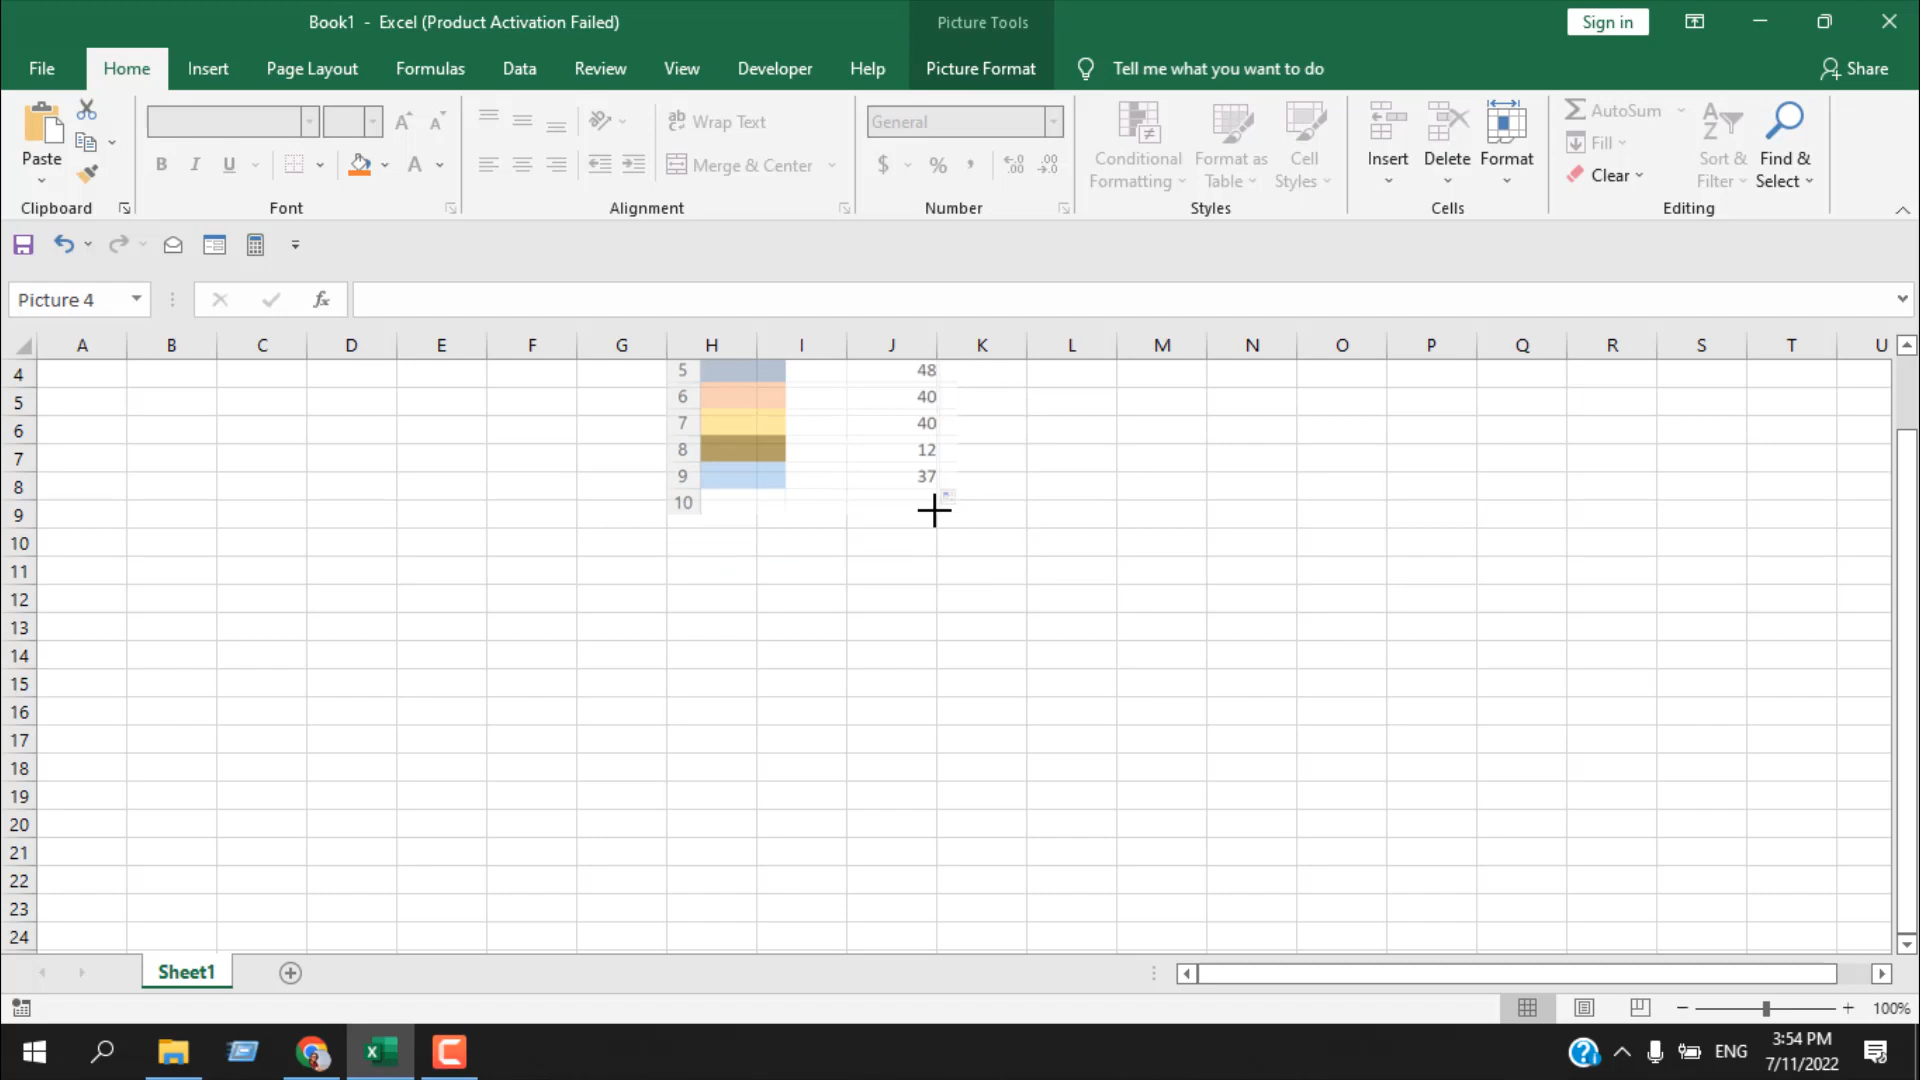 Book1 - Excel (Product Activation Failed)
Picture Tools
Sign in
File
Home
Insert
Page Layout
Formulas
Data
Review
View
Developer
Help
Picture Format
Tell me what you want to do
Share
Paste
Clipboard
B
I
U
A
Font
Wrap Text
Merge & Center
Alignment
General
$ % ,
Number
Conditional Formatting
Format as Table
Cell Styles
Styles
Insert
Delete
Format
Cells
AutoSum
Fill
Clear
Sort & Filter
Find & Select
Editing
Picture 4
fx
A B C D E F G H I J K L M N O P Q R S T U
4
5
6
7
8
9
10
11
12
13
14
15
16
17
18
19
20
21
22
23
24
5 48
6 40
7 40
8 12
9 37
10
Sheet1
100%
ENG
3:54 PM
7/11/2022